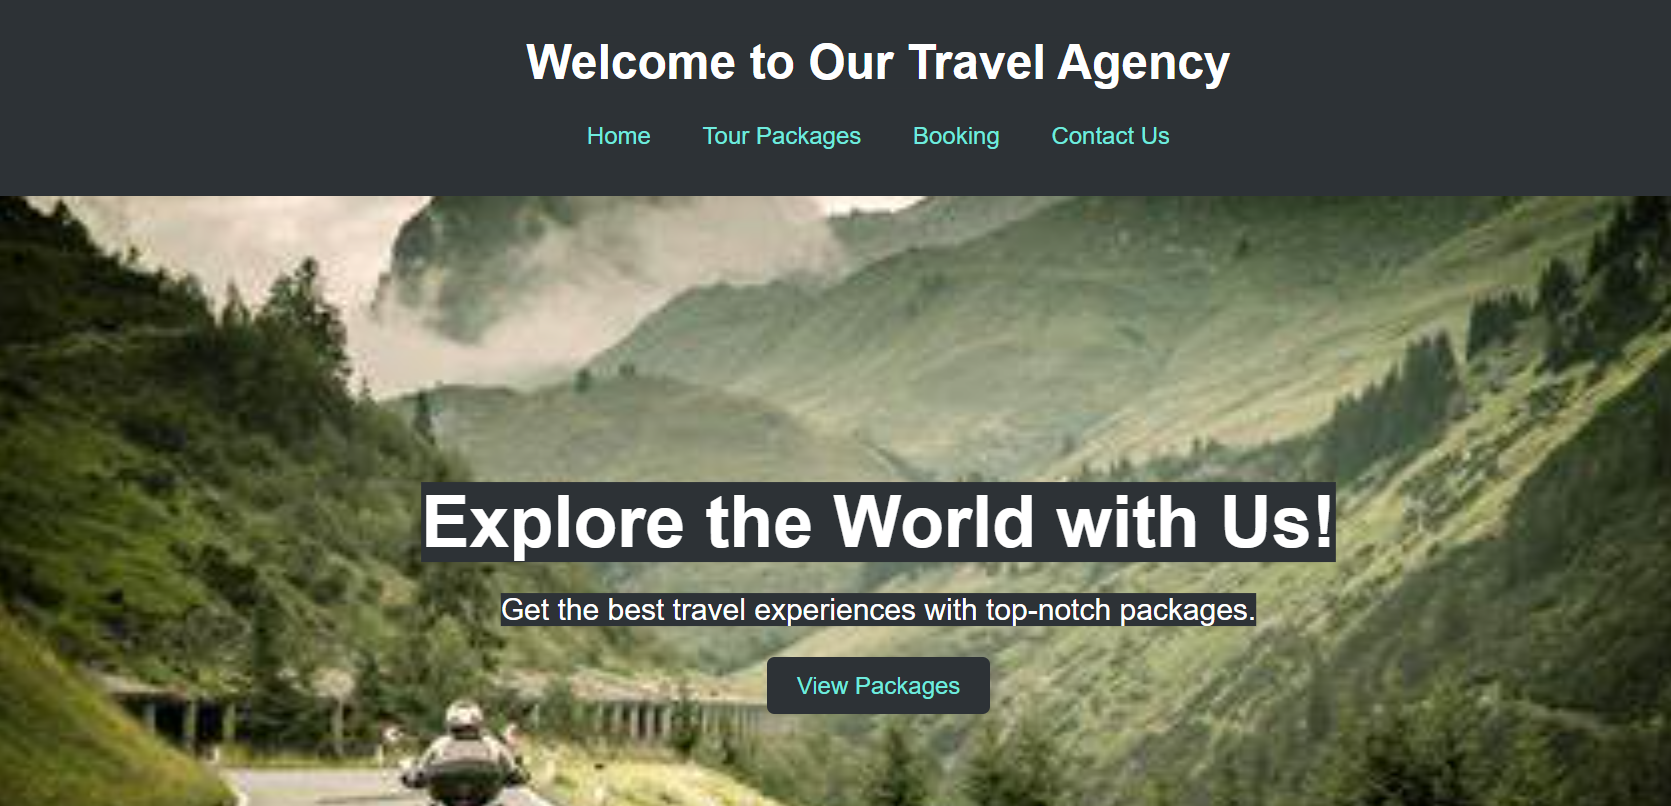 Welcome to Our Travel Agency
Home Tour Packages Booking Contact Us
Explore the World with Us!
Get the best travel experiences with top-notch packages.
View Packages